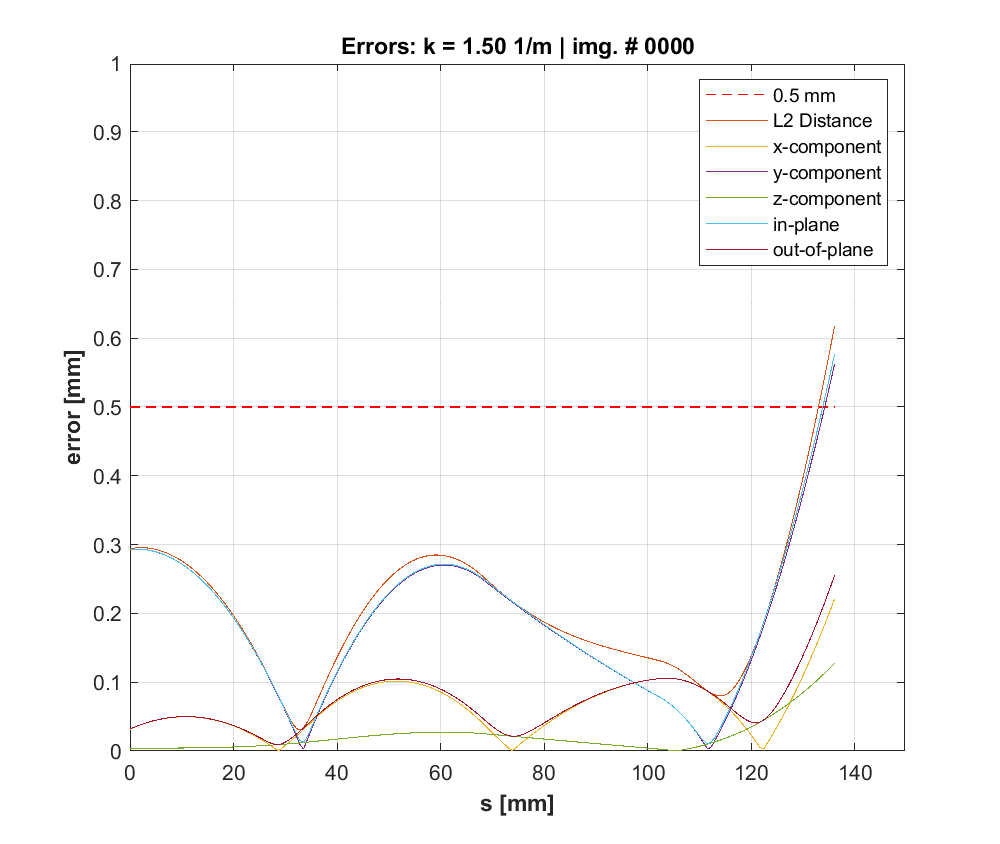 Errors: k = 1.50 1/m | img. # 0000
1
0.9
0.8
0.7
0.6
0.5
0.4
0.3
0.2
0.1
0
error [mm]
0.5 mm
L2 Distance
x-component
y-component
z-component
in-plane
out-of-plane
0 20 40 60 80 100 120 140
s [mm]